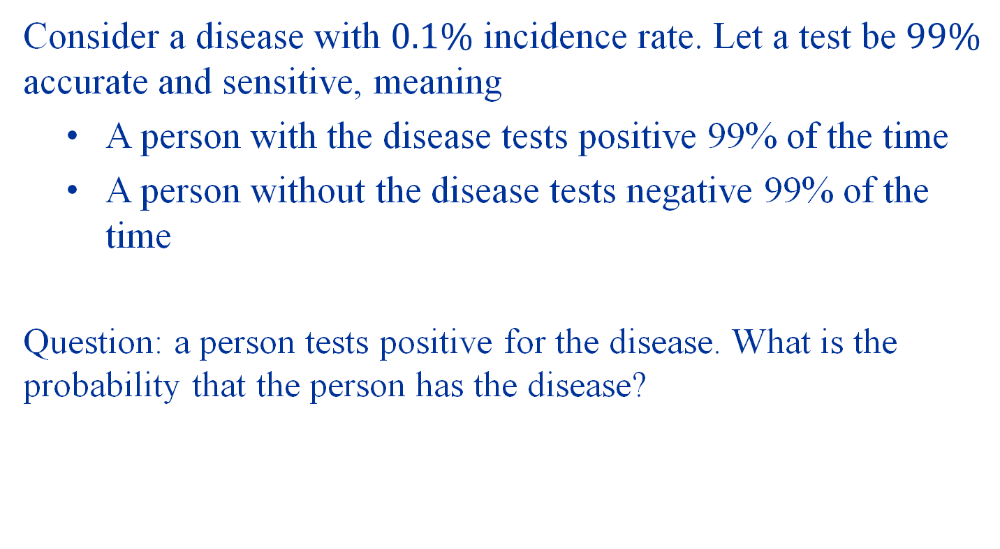 Consider a disease with 0.1% incidence rate. Let a test be 99%
accurate and sensitive, meaning
• A person with the disease tests positive 99% of the time
• A person without the disease tests negative 99% of the
time
Question: a person tests positive for the disease. What is the
probability that the person has the disease?